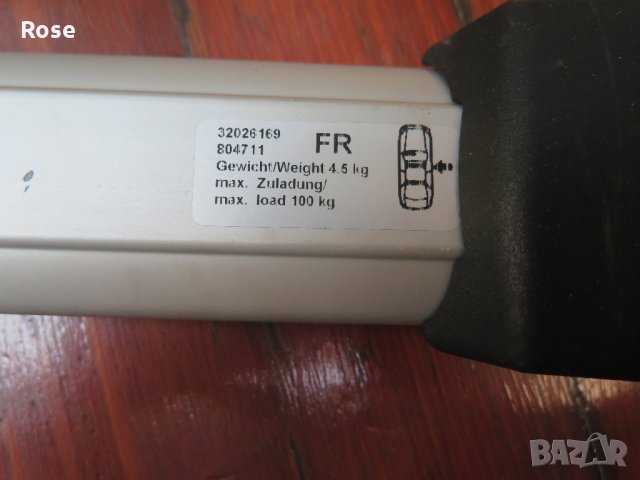 Rose
32026169 FR
804711
Gewicht/Weight 4.5 kg
max. Zuladung/
max. load 100 kg
BAZAR